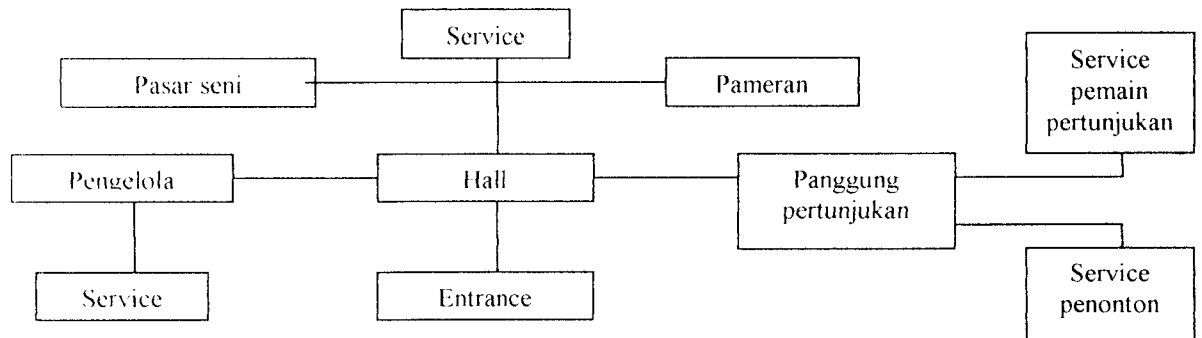 Service
Pasar seni
Pameran
Service
pemain
pertunjukan
Pengelola
Hall
Panggung
pertunjukan
Service
Entrance
Service
penonton